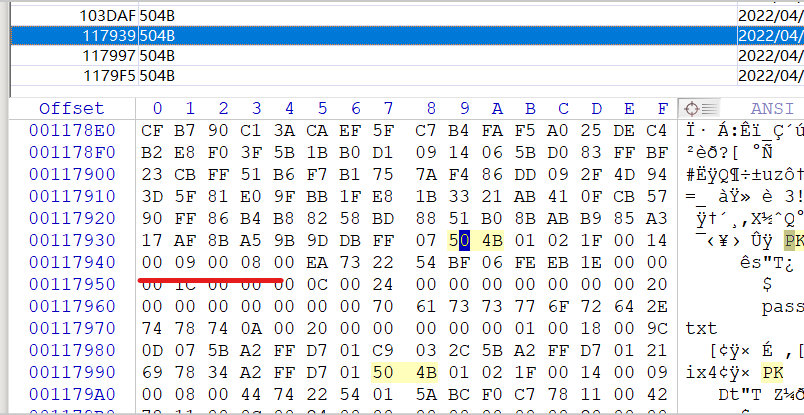 103DAF 504B 2022/04/
117939 504B 2022/04/
117997 504B 2022/04/
1179F5 504B 2022/04/
Offset 0 1 2 3 4 5 6 7 8 9 A B C D E F ANSI
001178E0 CF B7 90 C1 3A CA EF 5F C7 B4 FA F5 A0 25 DE C4 Ï· Á:Êï_Ç´ú
001178F0 B2 E8 F0 3F 5B 1B B0 D1 09 14 06 5B D0 83 FF BF ²èð?[ °Ñ
00117900 23 CB FF 51 B6 F7 B1 75 7A F4 86 DD 09 2F 4D 94 #ËÿQ¶÷±uzô†
00117910 3D 5F 81 E0 9F BB 1F E8 1B 33 21 AB 41 0F CB 57 =_ àŸ» è 3!
00117920 90 FF 86 B4 B8 82 58 BD 88 51 B0 8B AB B9 85 A3 ÿ†´¸‚X½ˆQ°
00117930 17 AF 8B A5 9B 9D DB FF 07 50 4B 01 02 1F 00 14 ¯‹¥› Ûÿ PK
00117940 00 09 00 08 00 EA 73 22 54 BF 06 FE EB 1E 00 00 ês"T¿
00117950 00 1C 00 00 00 0C 00 24 00 00 00 00 00 00 00 20 $
00117960 00 00 00 00 00 00 00 70 61 73 73 77 6F 72 64 2E pass
00117970 74 78 74 0A 00 20 00 00 00 00 00 01 00 18 00 9C txt
00117980 0D 07 5B A2 FF D7 01 C9 03 2C 5B A2 FF D7 01 21 [¢ÿ× É ,[
00117990 69 78 34 A2 FF D7 01 50 4B 01 02 1F 00 14 00 09 ix4¢ÿ× PK
001179A0 00 08 00 44 74 22 54 01 5A BC F0 C7 78 11 00 42 Dt"T Z¼ð